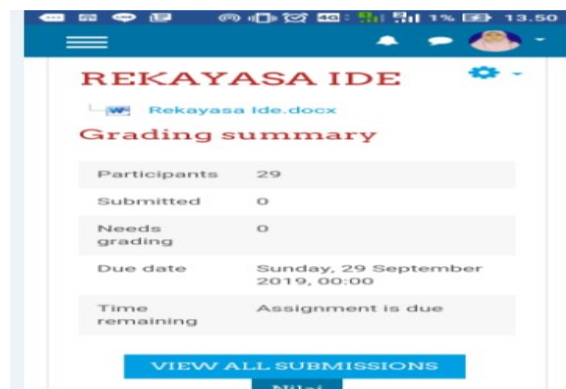 4G 1% 13.50
REKAYASA IDE
Rekayasa Ide.docx
Grading summary
Participants 29
Submitted 0
Needs grading 0
Due date Sunday, 29 September
2019, 00:00
Time remaining Assignment is due
VIEW ALL SUBMISSIONS
Nilai